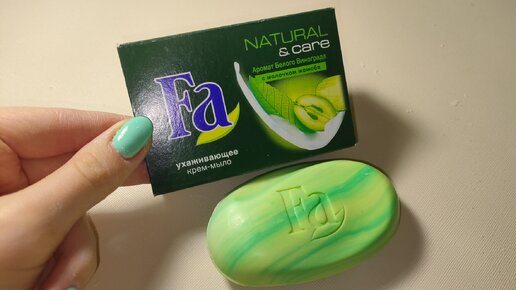 NATURAL
& care
Аромат Белого Винограда
с молочком жожоба
Fa
ухаживающее
крем-мыло
Fa